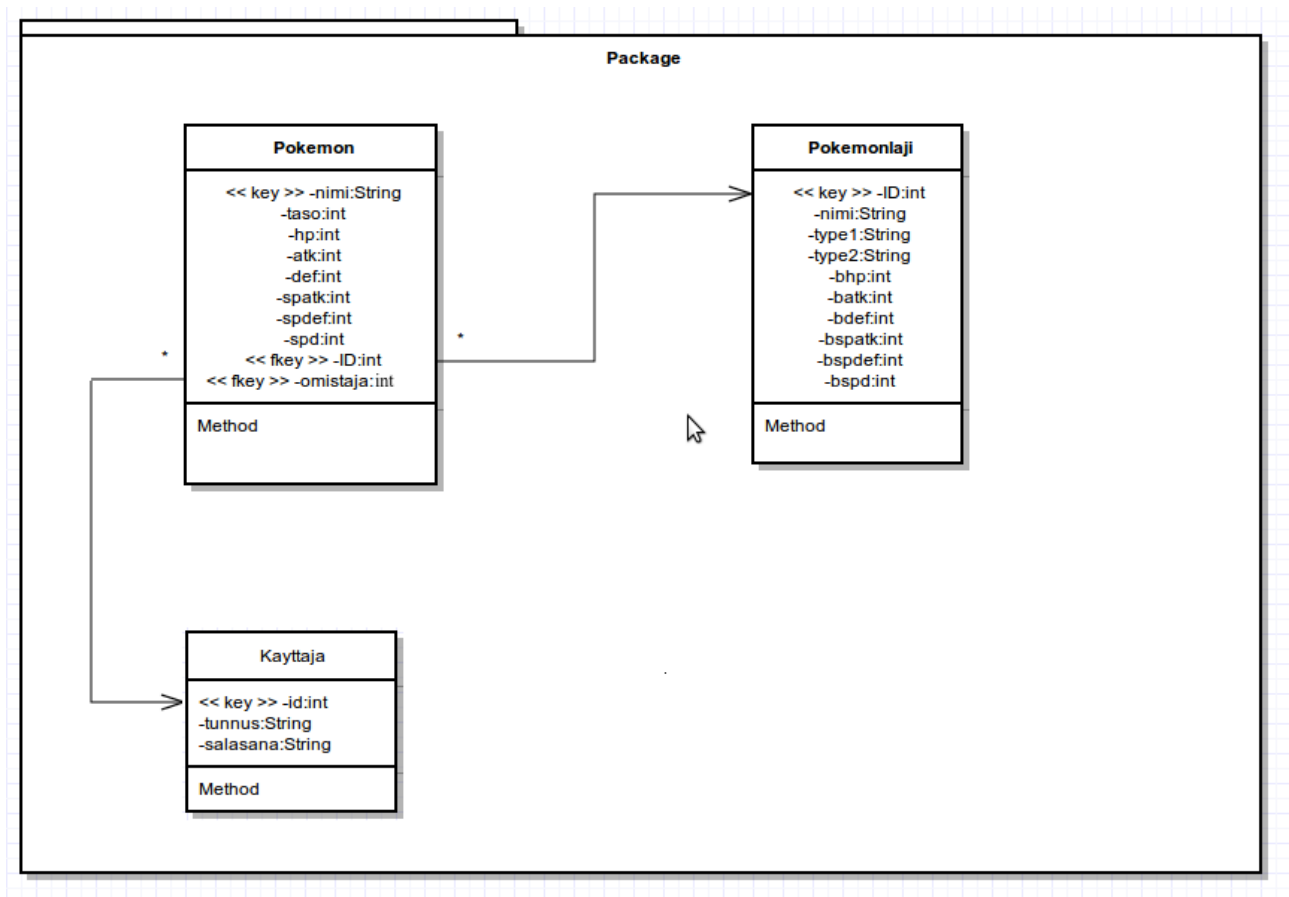 Package
Pokemon
<< key >> -nimi:String
-taso:int
-hp:int
-atk:int
-def:int
-spatk:int
-spdef:int
-spd:int
<< fkey >> -ID:int
<< fkey >> -omistaja:int
Method
*
*
Pokemonlaji
<< key >> -ID:int
-nimi:String
-type1:String
-type2:String
-bhp:int
-batk:int
-bdef:int
-bspatk:int
-bspdef:int
-bspd:int
Method
Kayttaja
<< key >> -id:int
-tunnus:String
-salasana:String
Method